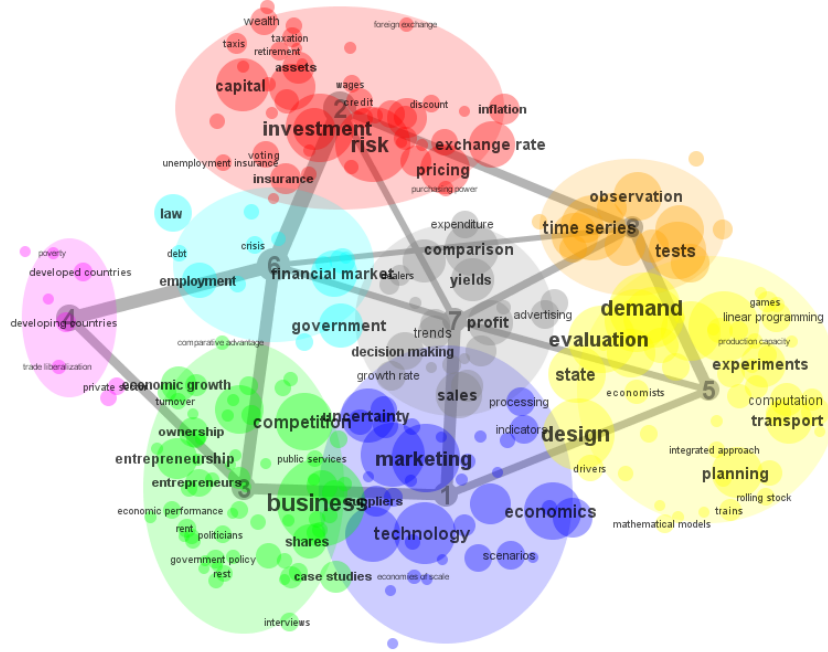 foreign exchange
wealth
taxation
taxis
retirement
assets
capital
wages
2
credit
discount
inflation
investment
risk
exchange rate
voting
unemployment insurance
pricing
insurance
purchasing power
observation
law
expenditure
time series
crisis
comparison
tests
debt
poverty
6
developed countries
financial market
dealers
employment
yields
games
demand
4
developing countries
government
7
profit
advertising
linear programming
trends
evaluation
comparative advantage
production capacity
decision making
trade liberalization
experiments
growth rate
state
private sector
economic growth
5
turnover
sales
economists
processing
computation
uncertainty
competition
transport
ownership
indicators
design
integrated approach
entrepreneurship
public services
marketing
drivers
planning
entrepreneurs
3
1
business
suppliers
rolling stock
economic performance
trains
economics
rent
mathematical models
politicians
technology
shares
government policy
scenarios
rest
case studies
economies of scale
interviews